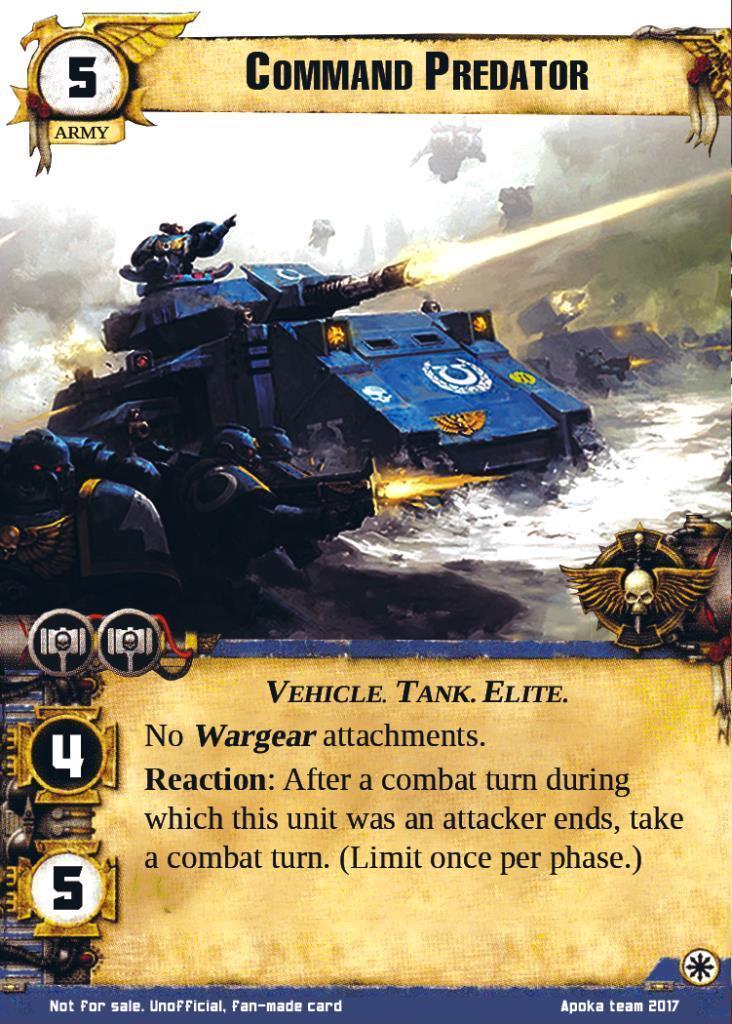 5
COMMAND PREDATOR
ARMY
VEHICLE. TANK. ELITE.
4
No Wargear attachments.
Reaction: After a combat turn during
which this unit was an attacker ends, take
a combat turn. (Limit once per phase.)
5
Not for sale. Unofficial, fan-made card
Apoka team 2017